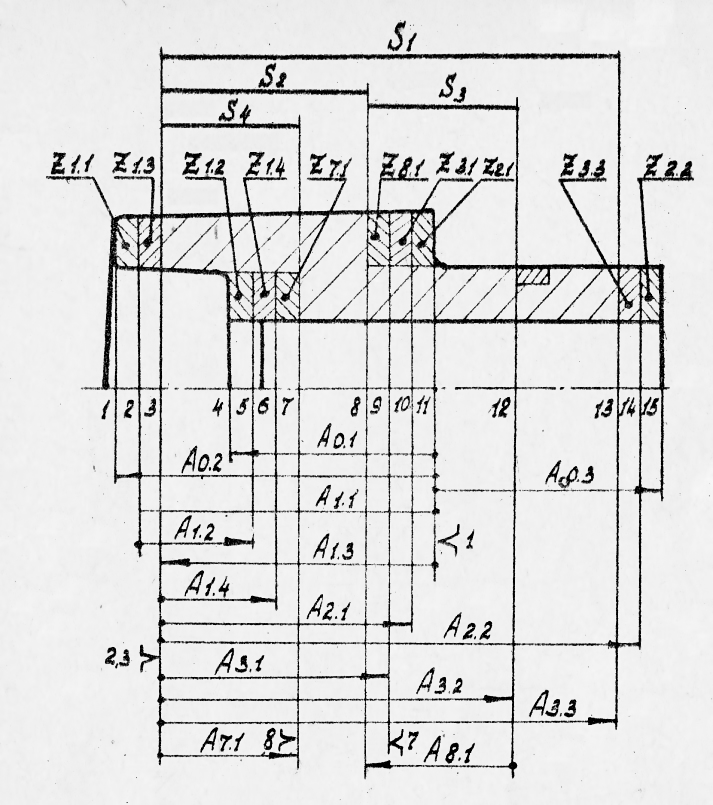 S1
S2
S3
S4
Z1.1 Z1.3 Z1.2 Z1.4 Z7.1 Z8.1 Z3.1 Z2.1 Z3.3 Z2.2
1 2 3 4 5 6 7 8 9 10 11 12 13 14 15
A0.1
A0.2
A0.3
A1.1
A1.2
1
A1.3
A1.4
A2.1
A2.2
2,3
A3.1
A3.2
A3.3
A7.1 8 7 A8.1